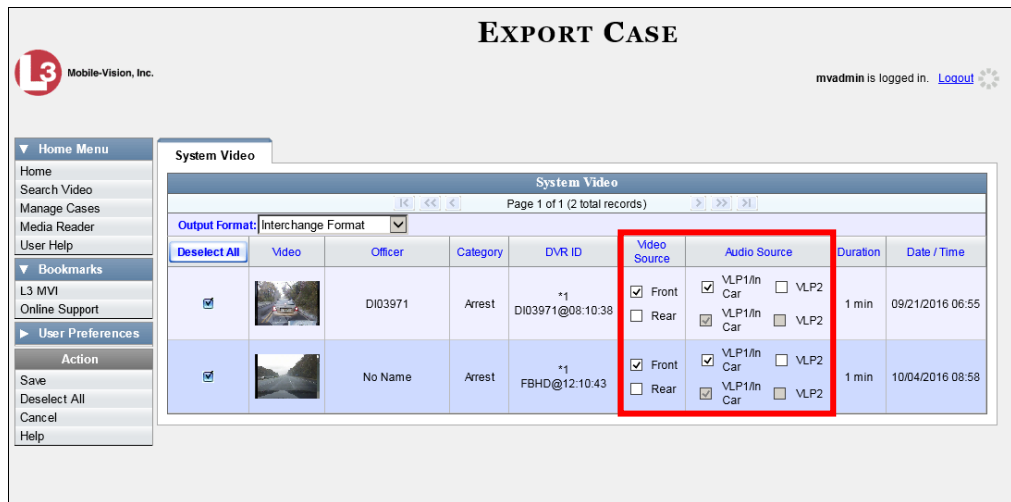 EXPORT CASE
L3 Mobile-Vision, Inc.
mvadmin is logged in. Logout
▼ Home Menu
Home
Search Video
Manage Cases
Media Reader
User Help
▼ Bookmarks
L3 MVI
Online Support
▶ User Preferences
Action
Save
Deselect All
Cancel
Help
System Video
System Video
|< << < Page 1 of 1 (2 total records) > >> >|
Output Format: Interchange Format
Deselect All Video Officer Category DVR ID Video Source Audio Source Duration Date / Time
DI03971 Arrest *1 DI03971@08:10:38 Front Rear VLP1/In Car VLP2 VLP1/In Car VLP2 1 min 09/21/2016 06:55
No Name Arrest *1 FBHD@12:10:43 Front Rear VLP1/In Car VLP2 VLP1/In Car VLP2 1 min 10/04/2016 08:58